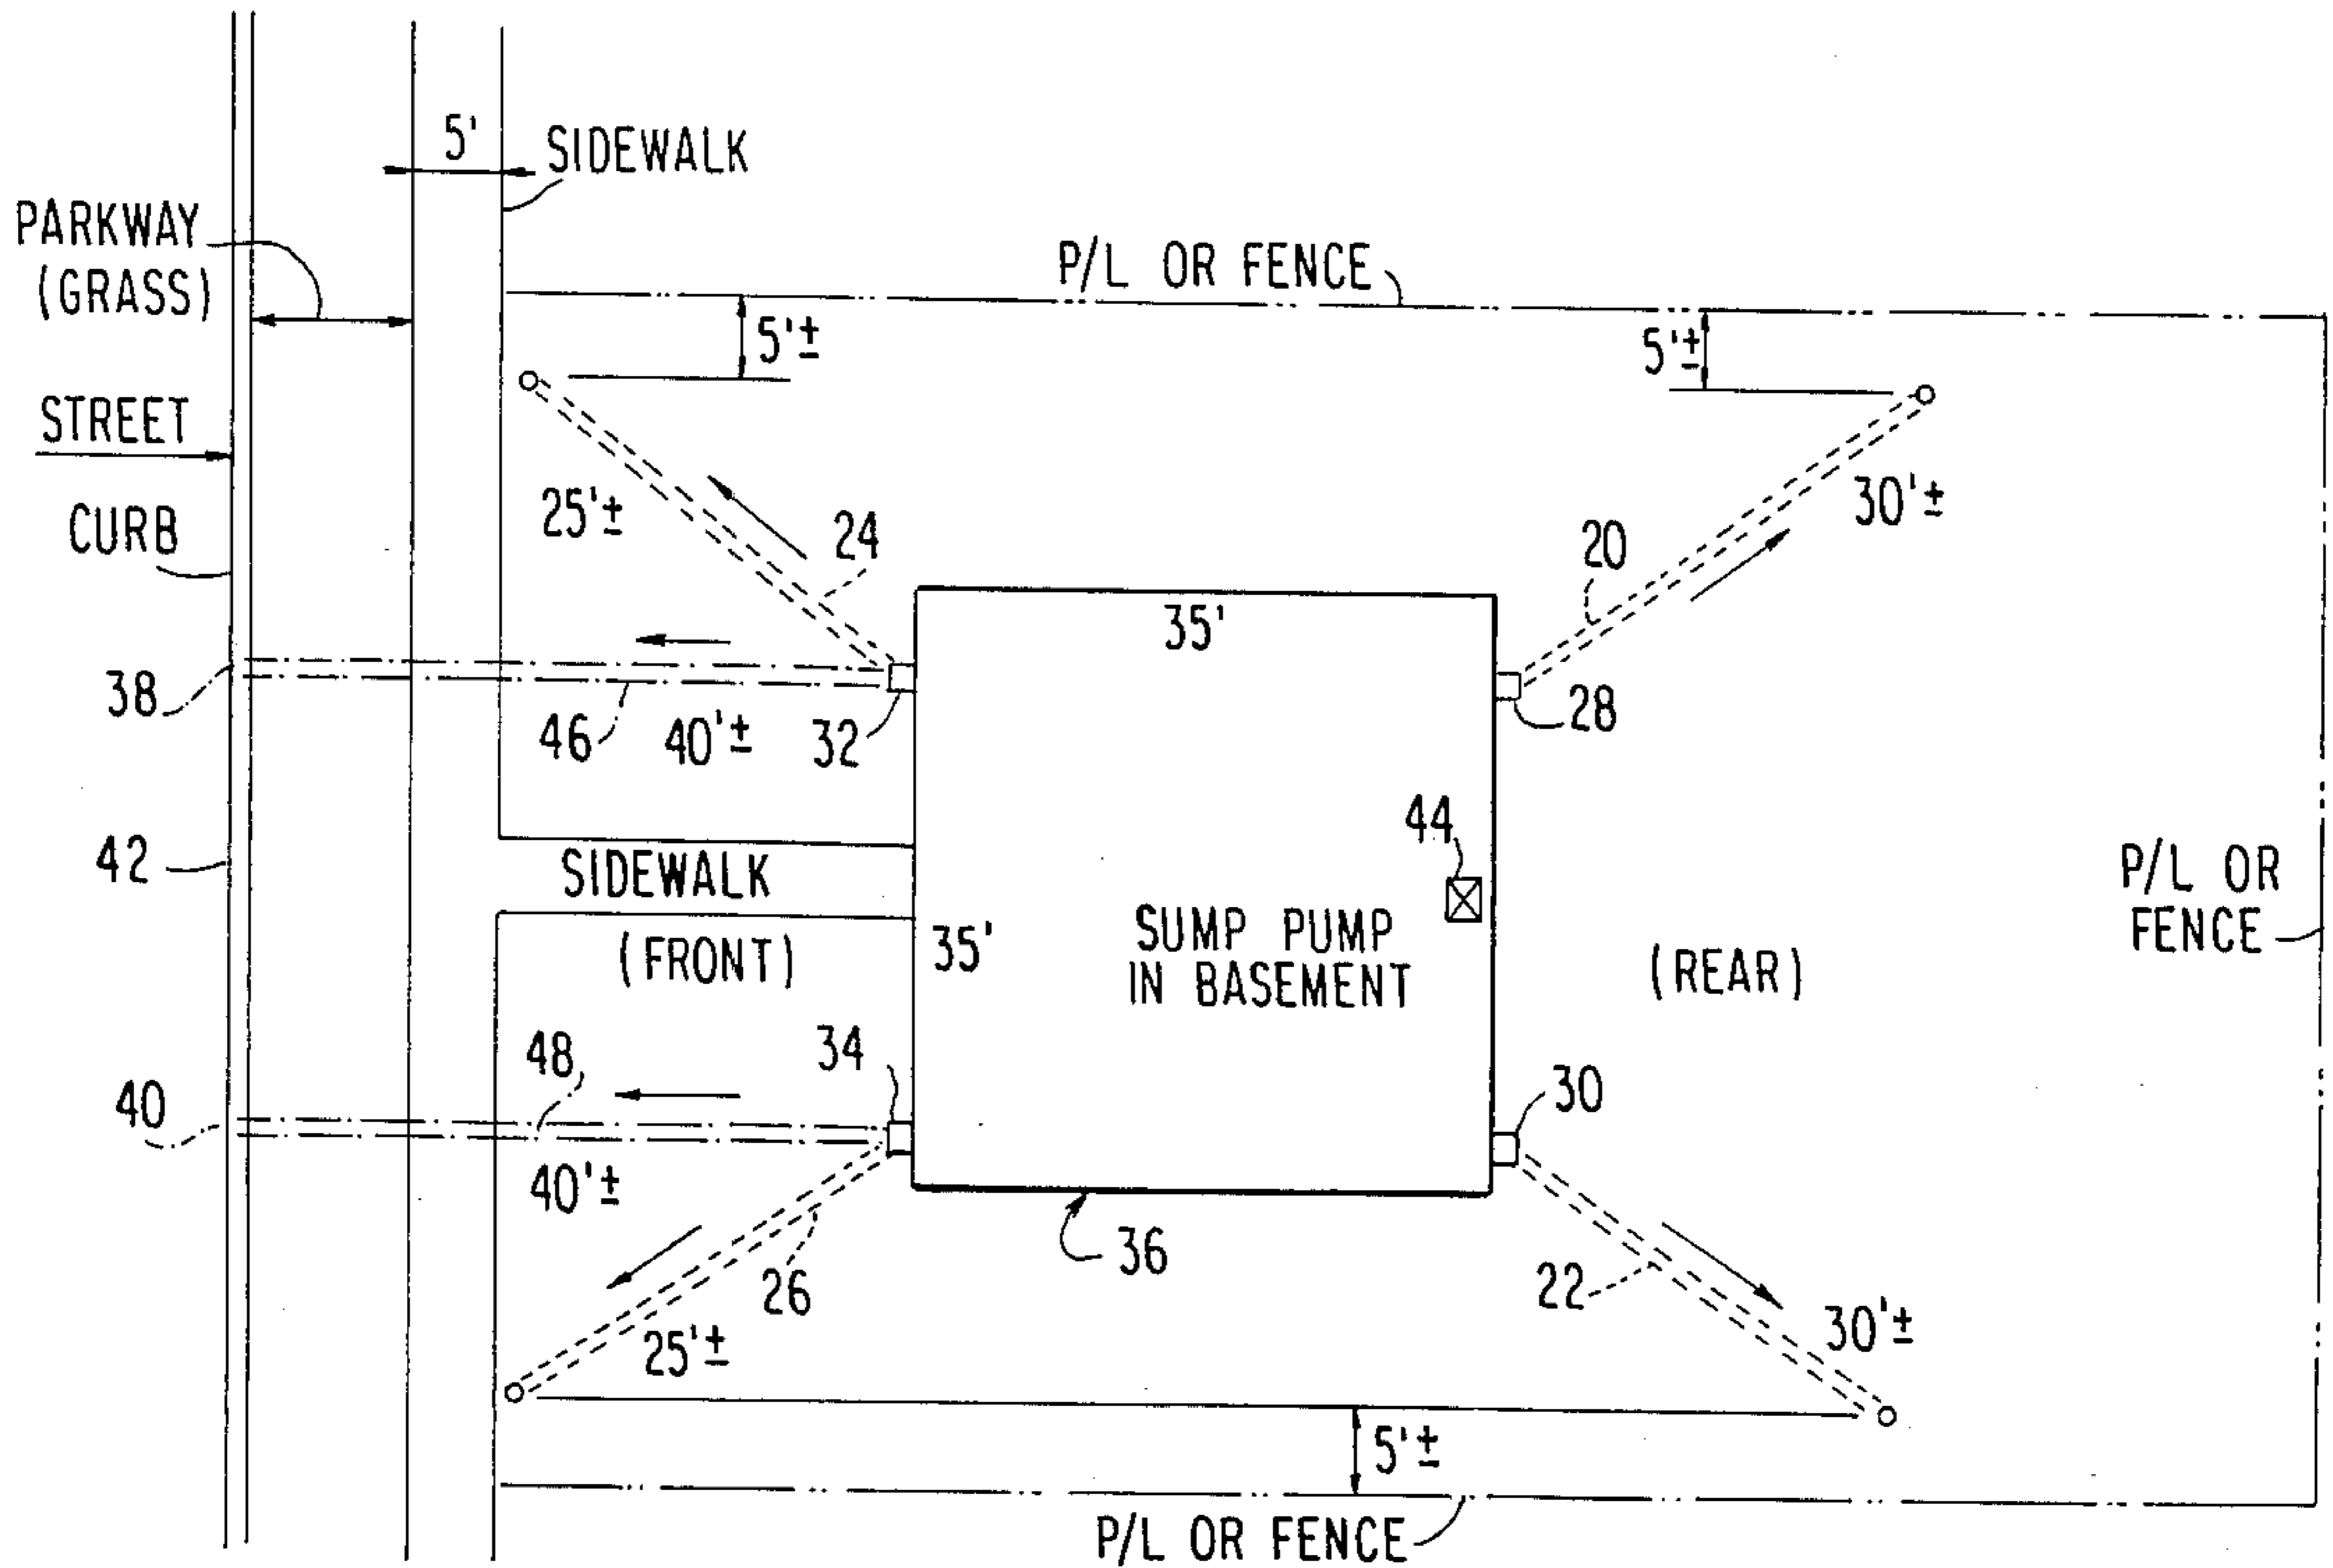 5'
SIDEWALK
PARKWAY
(GRASS)
P/L OR FENCE
5'±
5'±
STREET
25'±
30'±
CURB
24
20
35'
38
46
40'±
32
28
44
42
SIDEWALK
P/L OR
FENCE
(FRONT)
35'
SUMP PUMP
IN BASEMENT
(REAR)
48
34
30
40
40'±
36
26
22
25'±
30'±
5'±
P/L OR FENCE